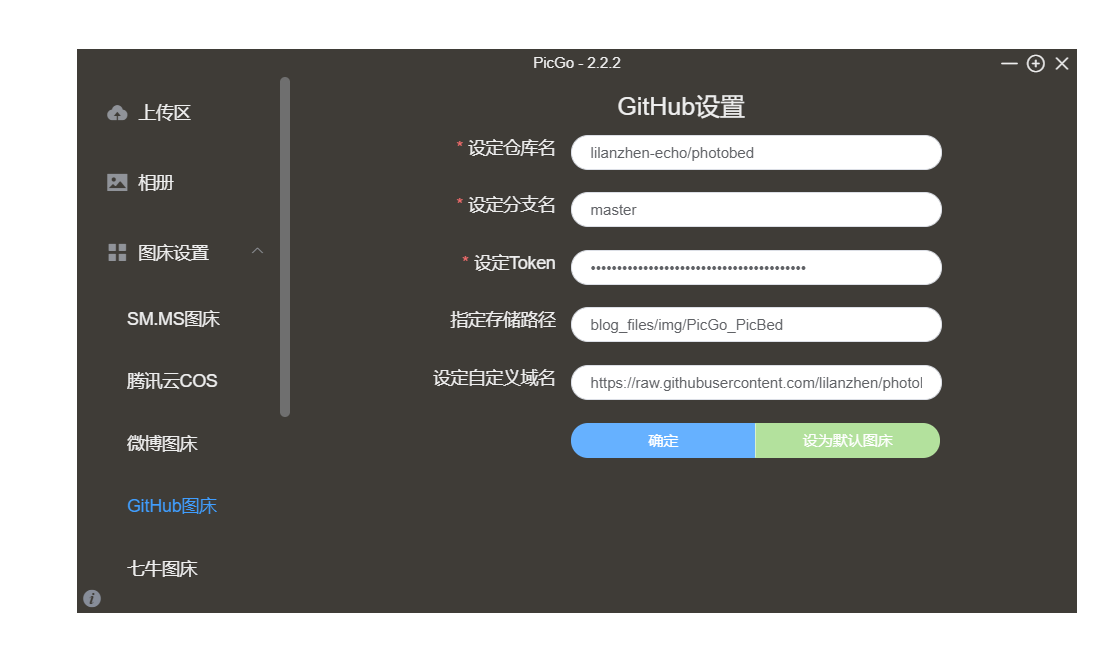 PicGo - 2.2.2
上传区
相册
图床设置
SM.MS图床
腾讯云COS
微博图床
GitHub图床
七牛图床
GitHub设置
* 设定仓库名
lilanzhen-echo/photobed
* 设定分支名
master
* 设定Token
••••••••••••••••••••••••••••••••••••••••
指定存储路径
blog_files/img/PicGo_PicBed
设定自定义域名
https://raw.githubusercontent.com/lilanzhen/photol
确定
设为默认图床